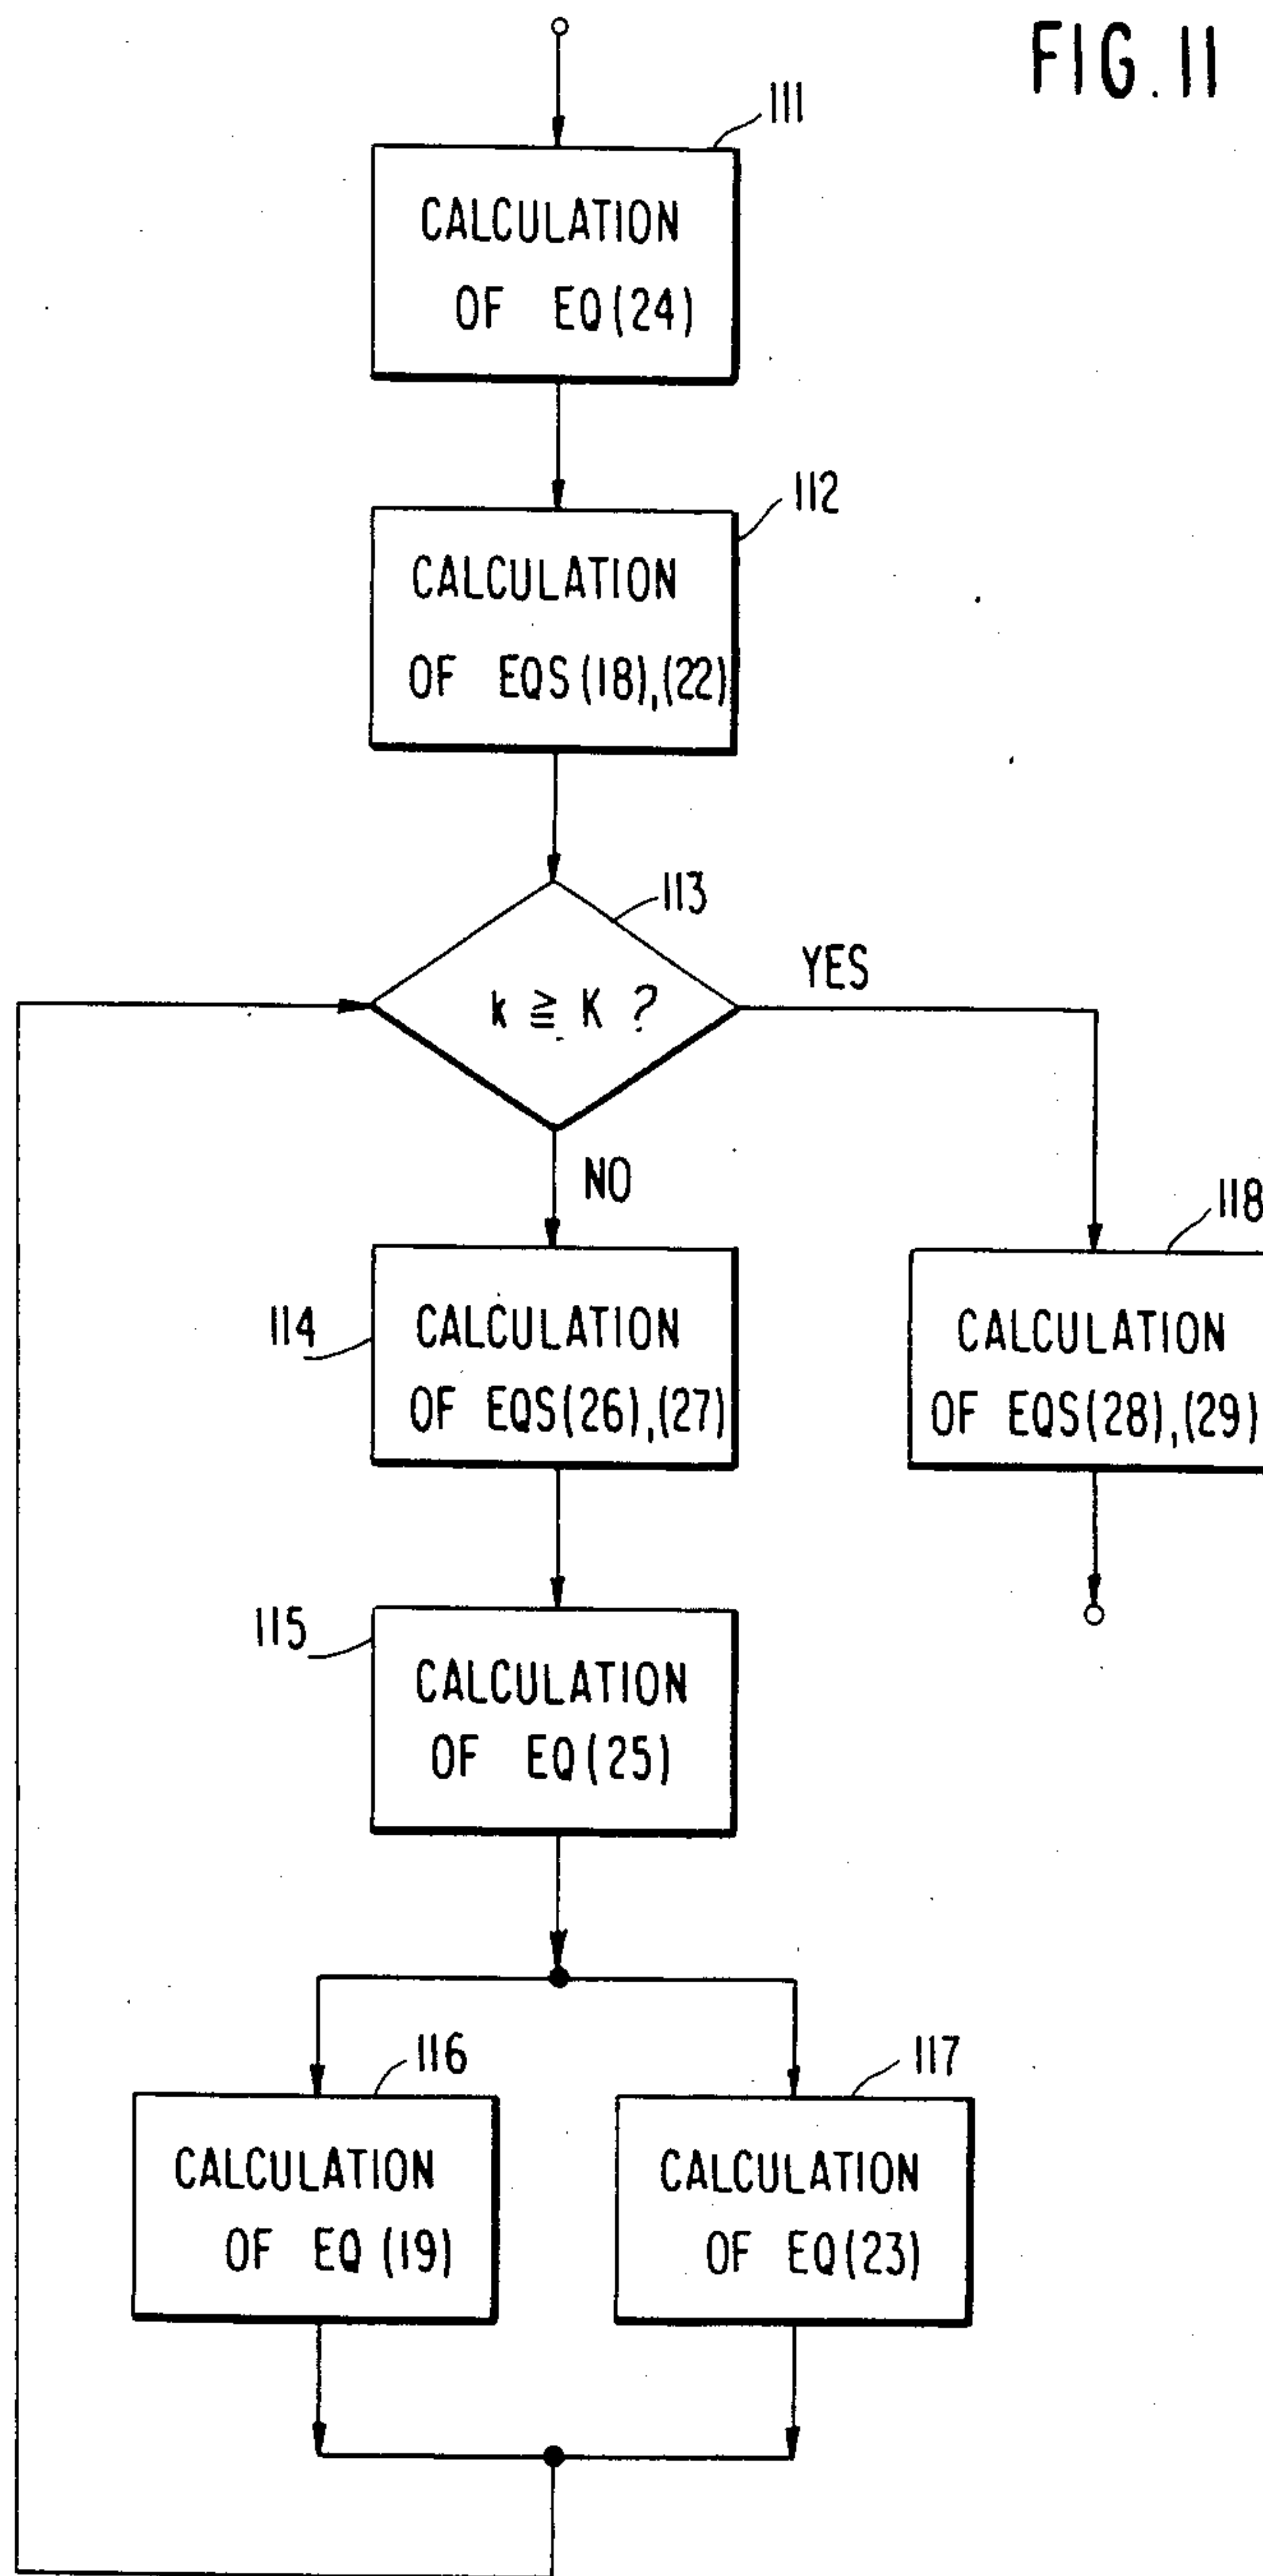 FIG. 11
111
CALCULATION
OF EQ(24)
112
CALCULATION
OF EQS(18),(22)
113
k ≧ K ?
YES
NO
118
114
CALCULATION
OF EQS(26),(27)
CALCULATION
OF EQS(28),(29)
115
CALCULATION
OF EQ(25)
116
117
CALCULATION
OF EQ (19)
CALCULATION
OF EQ(23)